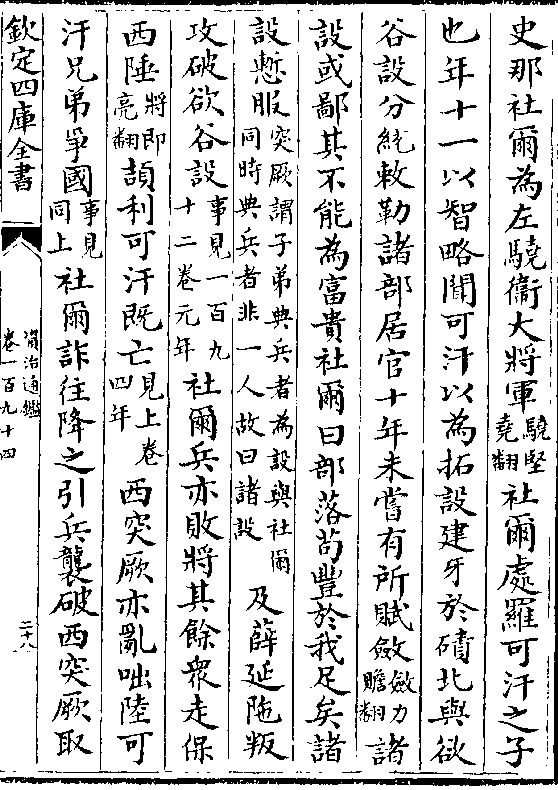 史那社爾為左驍衞大將軍驍堅堯翻社爾處羅可汗之子
也年十一以智略聞可汗以為拓設建牙於磧北與欲
谷設分統敕勒諸部居官十年未嘗有所賦斂斂力贍翻諸
設或鄙其不能為富貴社爾曰部落苟豐於我足矣諸
設慙服突厥謂子弟典兵者為設與社爾同時典兵者非一人故曰諸設及薛延陁叛
攻破欲谷設事見一百九十二卷元年社爾兵亦敗將其餘衆走保
西陲將即亮翻頡利可汗既亡見上卷四年西突厥亦亂咄陸可
汗兄弟爭國事見同上社爾詐往降之引兵襲破西突厥取
欽定四庫全書
資治通鑑
卷一百九十四
二十八